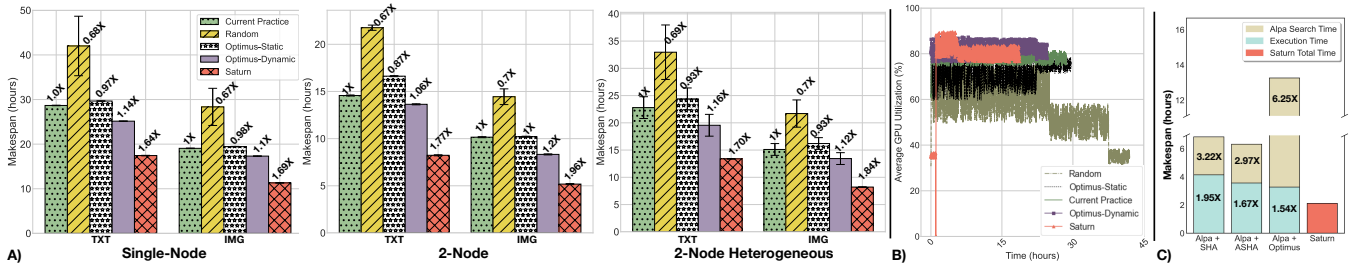 A)
Makespan (hours)
50
40
30
20
10
0
1.0X
0.68X
0.97X
1.14X
1.64X
1X
0.67X
0.98X
1.1X
1.69X
Current Practice
Random
Optimus-Static
Optimus-Dynamic
Saturn
TXT
IMG
Single-Node
Makespan (hours)
20
15
10
5
0
1X
0.67X
0.87X
1.06X
1.77X
1X
0.7X
1X
1.2X
1.96X
TXT
IMG
2-Node
Makespan (hours)
40
35
30
25
20
15
10
5
0
1X
0.69X
0.93X
1.16X
1.70X
1X
0.7X
0.93X
1.12X
1.84X
TXT
IMG
2-Node Heterogeneous
B)
Average GPU Utilization (%)
100
80
60
40
20
0
Random
Optimus-Static
Current Practice
Optimus-Dynamic
Saturn
0
15
30
45
Time (hours)
C)
Makespan (hours)
16
14
12
6
4
2
0
Alpa Search Time
Execution Time
Saturn Total Time
3.22X
1.95X
2.97X
1.67X
6.25X
1.54X
Alpa +
SHA
Alpa +
ASHA
Alpa +
Optimus
Saturn